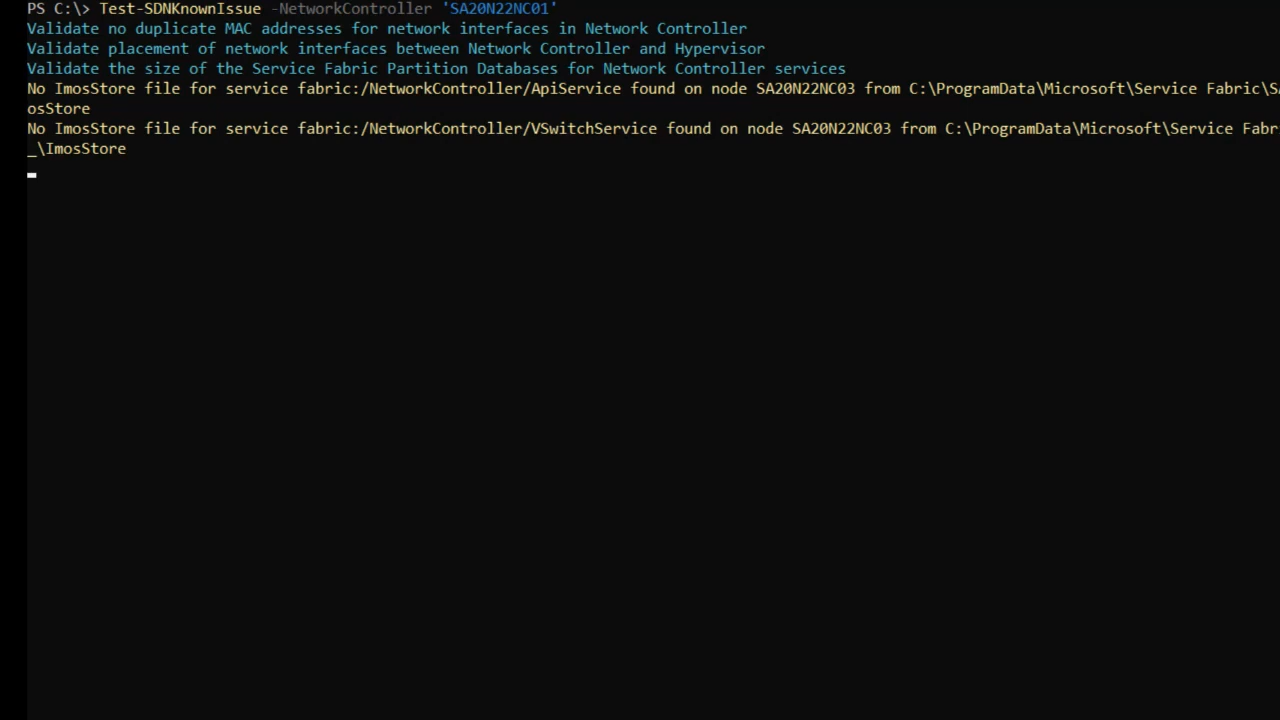 PS C:\> Test-SDNKnownIssue -NetworkController 'SA20N22NC01'
Validate no duplicate MAC addresses for network interfaces in Network Controller
Validate placement of network interfaces between Network Controller and Hypervisor
Validate the size of the Service Fabric Partition Databases for Network Controller services
No ImosStore file for service fabric:/NetworkController/ApiService found on node SA20N22NC03 from C:\ProgramData\Microsoft\Service Fabric\SA
osStore
No ImosStore file for service fabric:/NetworkController/VSwitchService found on node SA20N22NC03 from C:\ProgramData\Microsoft\Service Fabr
_\ImosStore